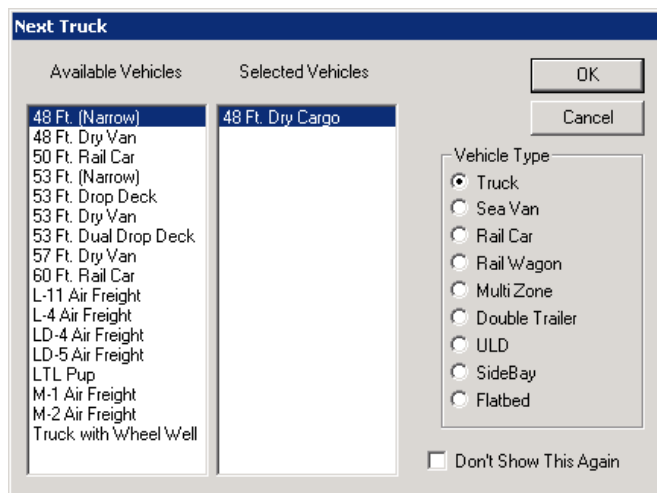 Next Truck
Available Vehicles
Selected Vehicles
48 Ft. (Narrow)
48 Ft. Dry Van
50 Ft. Rail Car
53 Ft. (Narrow)
53 Ft. Drop Deck
53 Ft. Dry Van
53 Ft. Dual Drop Deck
57 Ft. Dry Van
60 Ft. Rail Car
L-11 Air Freight
L-4 Air Freight
LD-4 Air Freight
LD-5 Air Freight
LTL Pup
M-1 Air Freight
M-2 Air Freight
Truck with Wheel Well
48 Ft. Dry Cargo
OK
Cancel
Vehicle Type
Truck
Sea Van
Rail Car
Rail Wagon
Multi Zone
Double Trailer
ULD
SideBay
Flatbed
Don't Show This Again